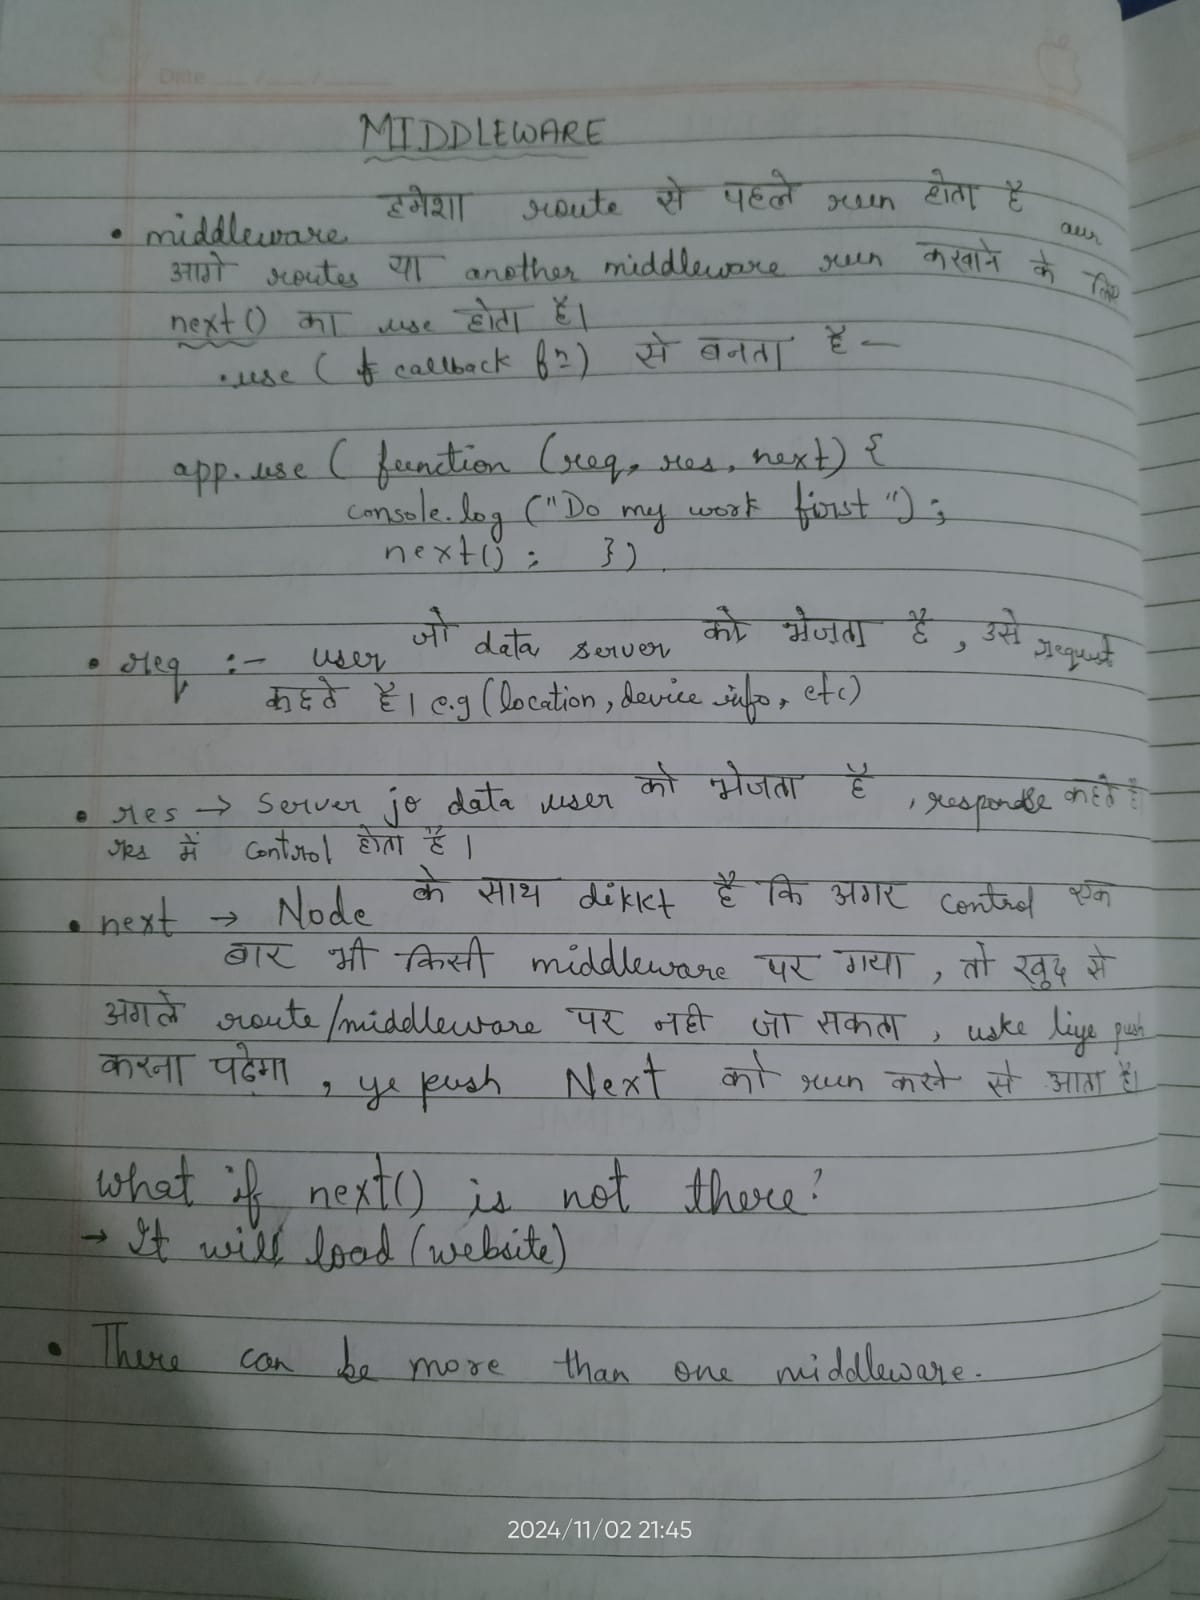 Date
MIDDLEWARE
• middleware हमेशा route से पहले run होता है aur
आगे routes या another middleware run करवाने के लिए
next() का use होता है।
.use ( callback fn) से बनता है —
app.use ( function (req, res, next) {
console.log ("Do my work first");
next() ; })
• req :- user जो data server को भेजता है, उसे request
कहते है। e.g (location, device info, etc)
• res → server jo data user को भेजता है, response कहते है।
res में control होता है।
• next → Node के साथ dikkt है कि अगर control एक
बार भी किसी middleware पर गया, तो खुद से
अगले route/middleware पर नही जा सकता, uske liye push
करना पढेगा, ye push Next को run करने से आता है।
What if next() is not there?
→ It will load (website)
• There can be more than one middleware.
2024/11/02 21:45